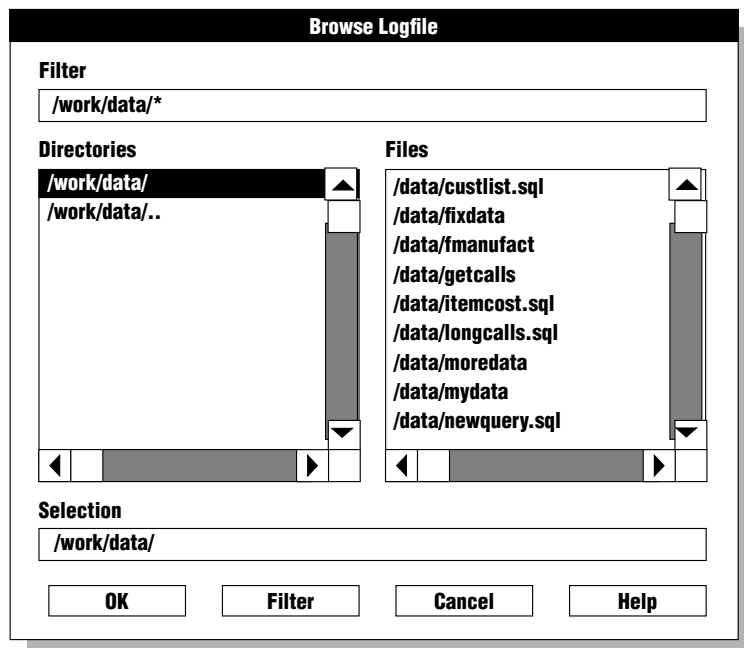 Browse Logfile
Filter
/work/data/*
Directories
/work/data/
/work/data/..
Files
/data/custlist.sql
/data/fixdata
/data/fmanufact
/data/getcalls
/data/itemcost.sql
/data/longcalls.sql
/data/moredata
/data/mydata
/data/newquery.sql
Selection
/work/data/
OK Filter Cancel Help